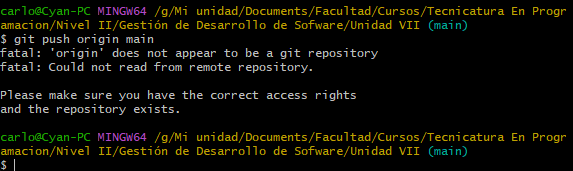 carlo@Cyan-PC MINGW64 /g/Mi unidad/Documents/Facultad/Cursos/Tecnicatura En Progr
amacion/Nivel II/Gestión de Desarrollo de Sofware/Unidad VII (main)
$ git push origin main
fatal: 'origin' does not appear to be a git repository
fatal: Could not read from remote repository.
Please make sure you have the correct access rights
and the repository exists.
carlo@Cyan-PC MINGW64 /g/Mi unidad/Documents/Facultad/Cursos/Tecnicatura En Progr
amacion/Nivel II/Gestión de Desarrollo de Sofware/Unidad VII (main)
$